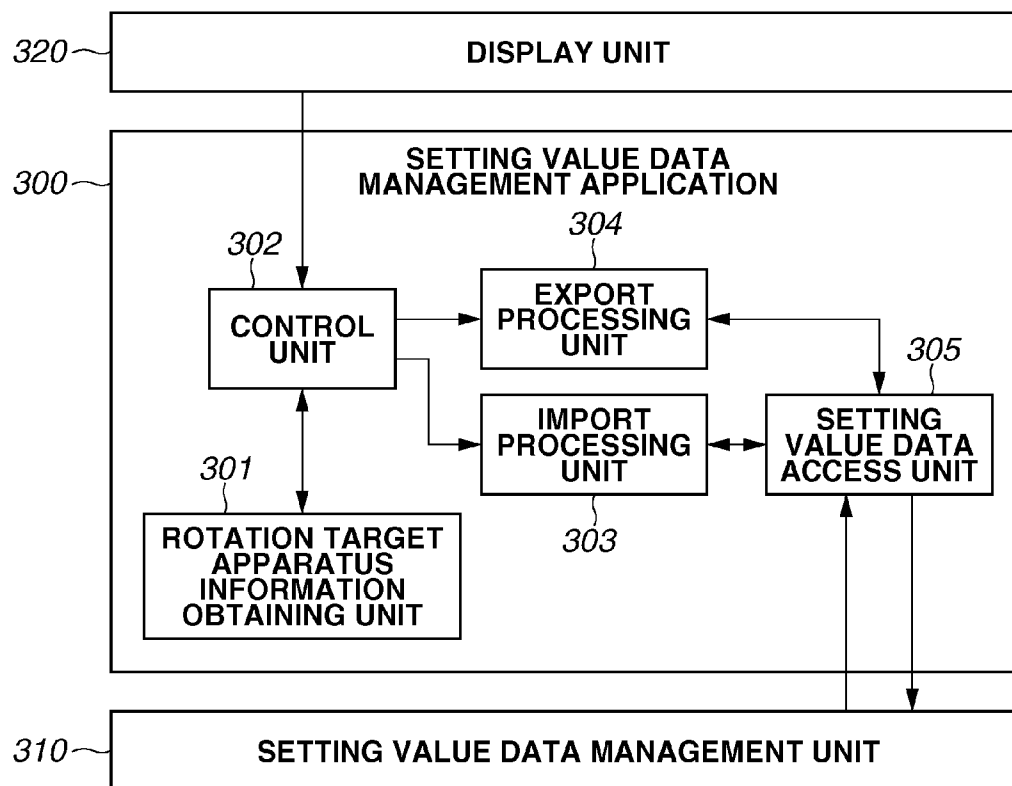 320
DISPLAY UNIT
300
SETTING VALUE DATA
MANAGEMENT APPLICATION
302
CONTROL
UNIT
304
EXPORT
PROCESSING
UNIT
305
SETTING
VALUE DATA
ACCESS UNIT
IMPORT
PROCESSING
UNIT
303
301
ROTATION TARGET
APPARATUS
INFORMATION
OBTAINING UNIT
310
SETTING VALUE DATA MANAGEMENT UNIT